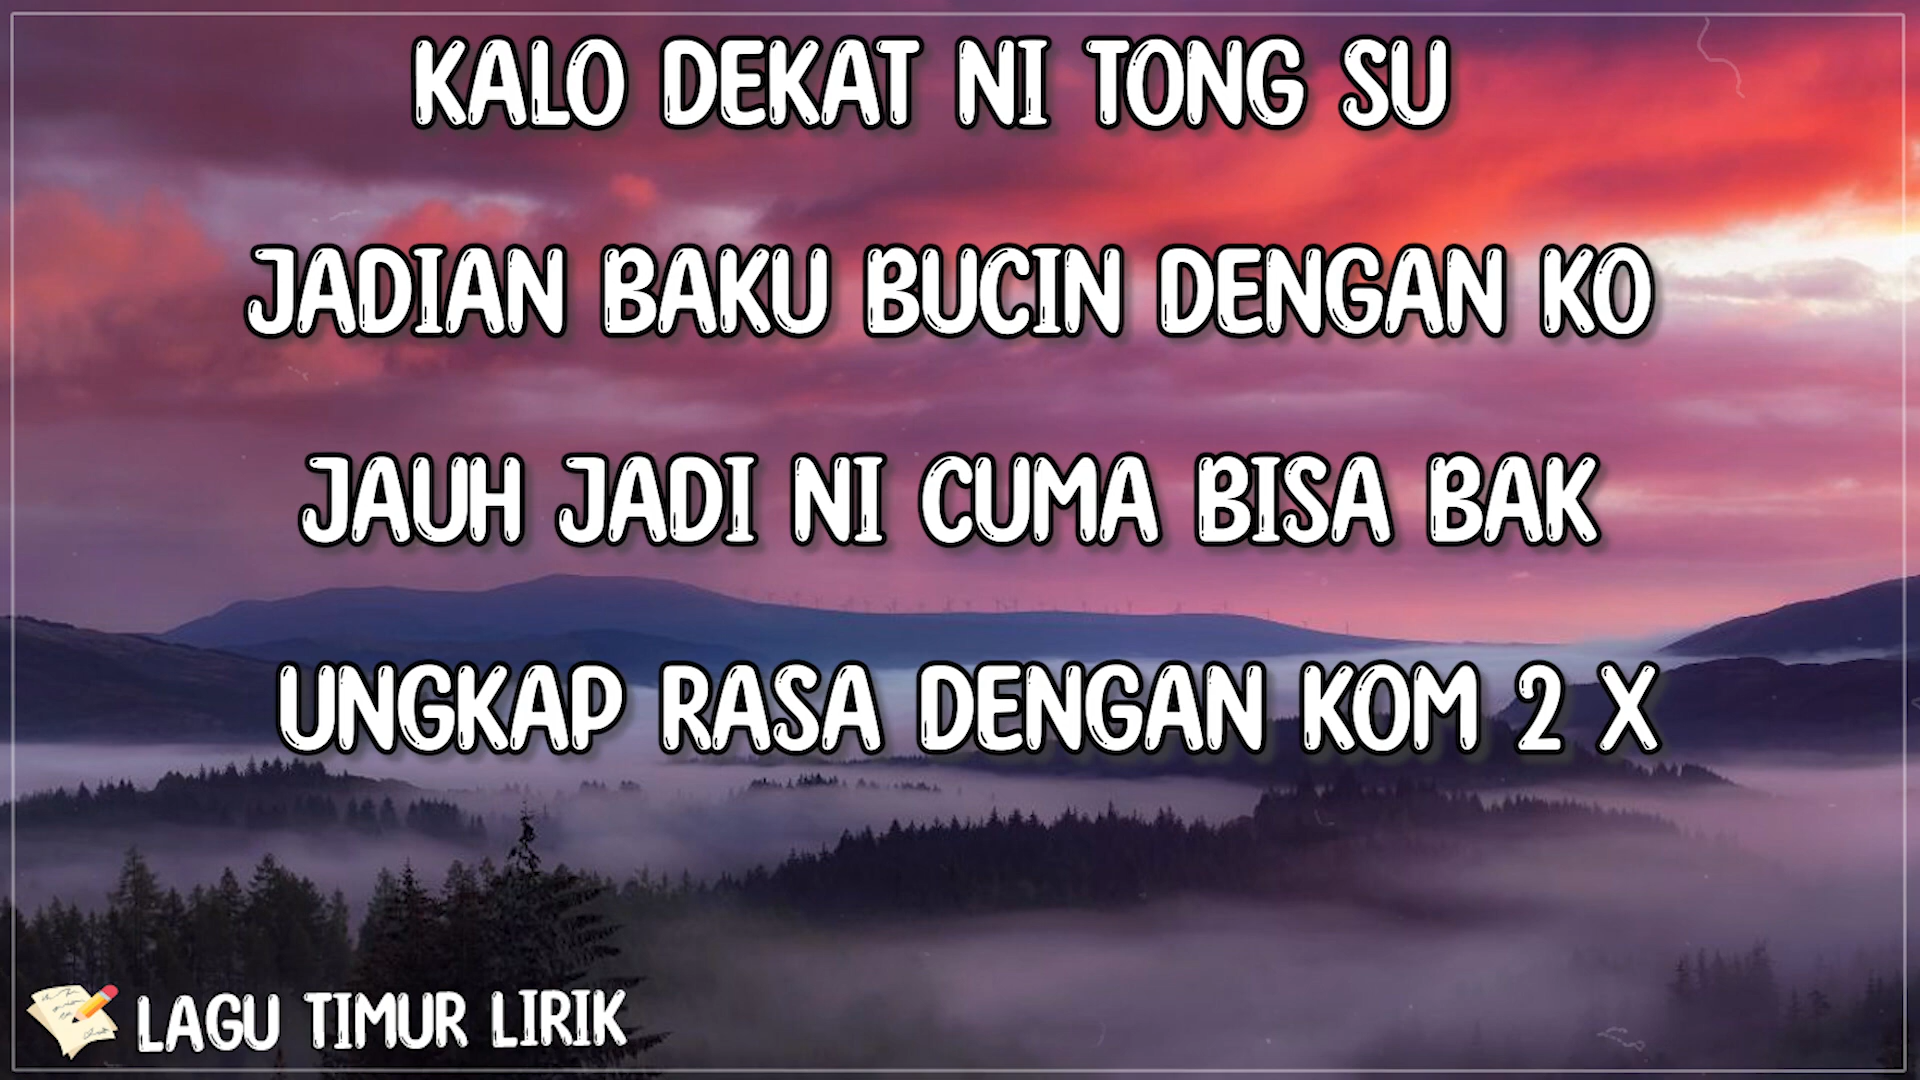 KALO DEKAT NI TONG SU
JADIAN BAKU BUCIN DENGAN KO
JAUH JADI NI CUMA BISA BAK
UNGKAP RASA DENGAN KOM 2 X
LAGU TIMUR LIRIK